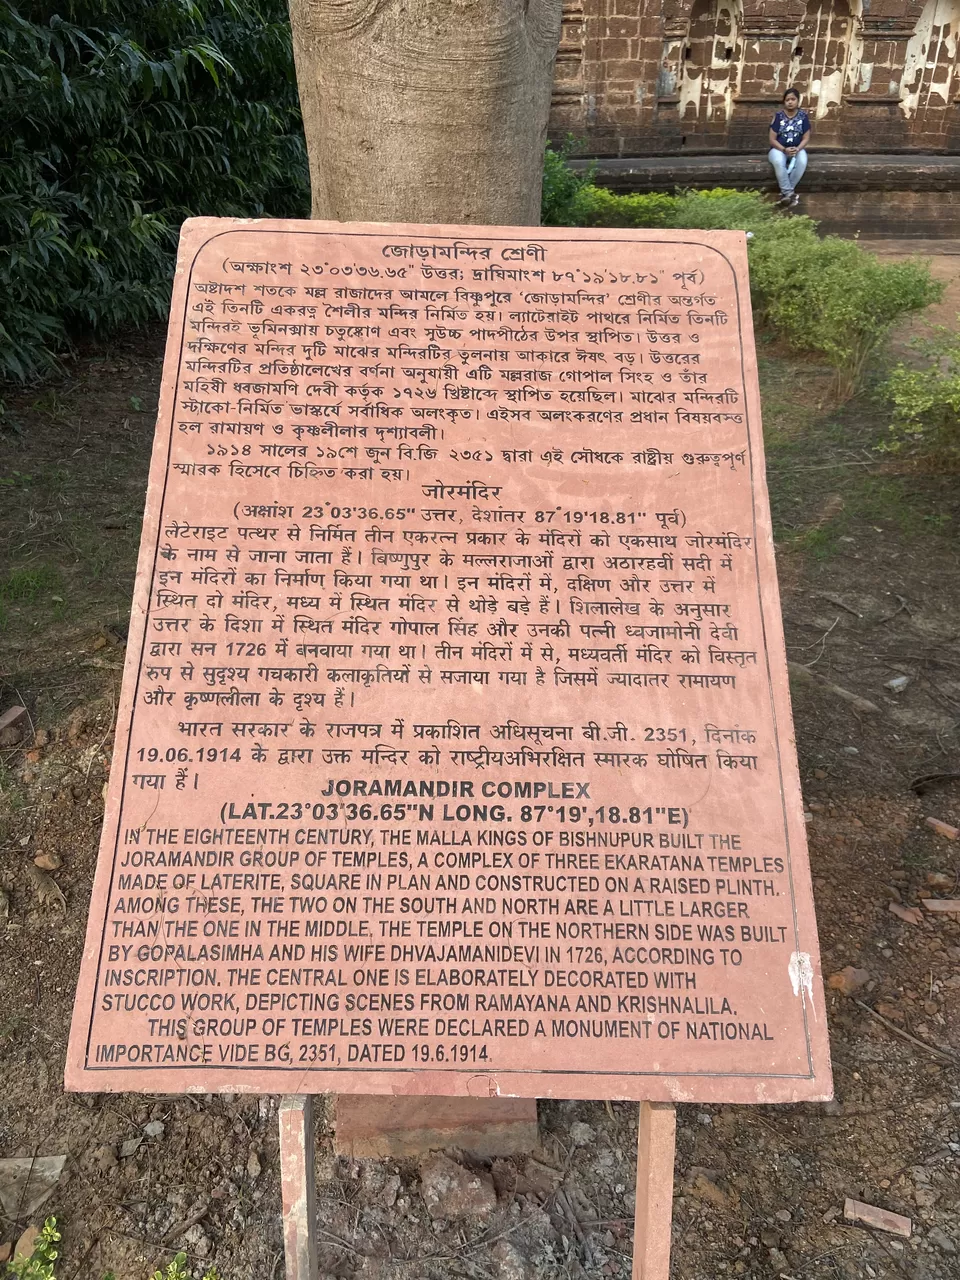 জোড়ামন্দির শ্রেণী
(অক্ষাংশ ২৩°০৩'৩৬.৬৫" উত্তর; দ্রাঘিমাংশ ৮৭°১৯'১৮.৮১" পূর্ব)
অষ্টাদশ শতকে মল্ল রাজাদের আমলে বিষ্ণুপুরে 'জোড়ামন্দির' শ্রেণীর অন্তর্গত
এই তিনটি একরত্ন শৈলীর মন্দির নির্মিত হয়। ল্যাটেরাইট পাথরে নির্মিত তিনটি
মন্দিরই ভূমিনক্সায় চতুষ্কোণ এবং সুউচ্চ পাদপীঠের উপর স্থাপিত। উত্তর ও
দক্ষিণের মন্দির দুটি মাঝের মন্দিরটির তুলনায় আকারে ঈষৎ বড়। উত্তরের
মন্দিরটির প্রতিষ্ঠালেখের বর্ণনা অনুযায়ী এটি মল্লরাজ গোপাল সিংহ ও তাঁর
মহিষী ধ্বজামণি দেবী কর্তৃক ১৭২৬ খ্রিষ্টাব্দে স্থাপিত হয়েছিল। মাঝের মন্দিরটি
স্টাকো-নির্মিত ভাস্কর্যে সর্বাধিক অলংকৃত। এইসব অলংকরণের প্রধান বিষয়বস্তু
হল রামায়ণ ও কৃষ্ণলীলার দৃশ্যাবলী।
১৯১৪ সালের ১৯শে জুন বি.জি ২৩৫১ দ্বারা এই সৌধকে রাষ্ট্রীয় গুরুত্বপূর্ণ
স্মারক হিসেবে চিহ্নিত করা হয়।
जोरमंदिर
(अक्षांश 23°03'36.65" उत्तर, देशांतर 87°19'18.81" पूर्व)
लैटेराइट पत्थर से निर्मित तीन एकरत्न प्रकार के मंदिरों को एकसाथ जोरमंदिर
के नाम से जाना जाता हैं। बिष्णुपुर के मल्लराजाओं द्वारा अठारहवीं सदी में
इन मंदिरों का निर्माण किया गया था। इन मंदिरों में, दक्षिण और उत्तर में
स्थित दो मंदिर, मध्य में स्थित मंदिर से थोड़े बड़े हैं। शिलालेख के अनुसार
उत्तर के दिशा में स्थित मंदिर गोपाल सिंह और उनकी पत्नी ध्वजामोनी देवी
द्वारा सन 1726 में बनवाया गया था। तीन मंदिरों में से, मध्यवर्ती मंदिर को विस्तृत
रुप से सुदृश्य गचकारी कलाकृतियों से सजाया गया है जिसमें ज्यादातर रामायण
और कृष्णलीला के दृश्य हैं।
भारत सरकार के राजपत्र में प्रकाशित अधिसूचना बी.जी. 2351, दिनांक
19.06.1914 के द्वारा उक्त मन्दिर को राष्ट्रीयअभिरक्षित स्मारक घोषित किया
गया हैं।
JORAMANDIR COMPLEX
(LAT.23°03'36.65"N LONG. 87°19',18.81"E)
IN THE EIGHTEENTH CENTURY, THE MALLA KINGS OF BISHNUPUR BUILT THE
JORAMANDIR GROUP OF TEMPLES, A COMPLEX OF THREE EKARATANA TEMPLES
MADE OF LATERITE, SQUARE IN PLAN AND CONSTRUCTED ON A RAISED PLINTH.
AMONG THESE, THE TWO ON THE SOUTH AND NORTH ARE A LITTLE LARGER
THAN THE ONE IN THE MIDDLE. THE TEMPLE ON THE NORTHERN SIDE WAS BUILT
BY GOPALASIMHA AND HIS WIFE DHVAJAMANIDEVI IN 1726, ACCORDING TO
INSCRIPTION. THE CENTRAL ONE IS ELABORATELY DECORATED WITH
STUCCO WORK, DEPICTING SCENES FROM RAMAYANA AND KRISHNALILA.
THIS GROUP OF TEMPLES WERE DECLARED A MONUMENT OF NATIONAL
IMPORTANCE VIDE BG, 2351, DATED 19.6.1914.